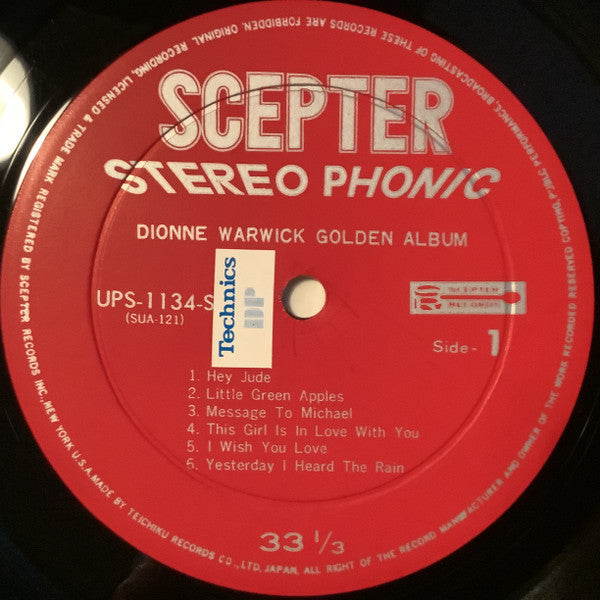 SCEPTER
STEREO PHONIC
DIONNE WARWICK GOLDEN ALBUM
UPS-1134-S
(SUA-121)
Technics
DP
SCEPTER
RECORDS
Side- 1
1. Hey Jude
2. Little Green Apples
3. Message To Michael
4. This Girl Is In Love With You
5. I Wish You Love
6. Yesterday I Heard The Rain
33 1/3
LICENSED & TRADE MARK REGISTERED BY SCEPTER RECORDS INC., NEW YORK U.S.A. MADE BY TEICHIKU RECORDS CO., LTD, JAPAN, ALL RIGHT OF THE RECORD MANUFACTURER AND OWNER OF THE WORK RECORDED RESERVED COPYING, PUBLIC PERFORMANCE, BROADCASTING OF THESE RECORDS ARE FORBIDDEN. ORIGINAL RECORDING,